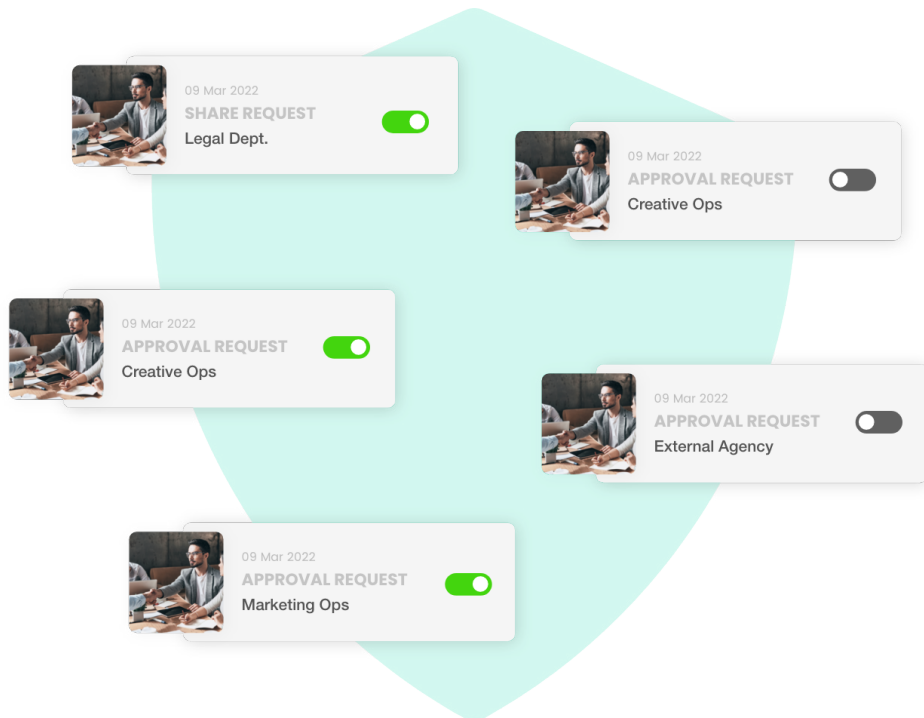 09 Mar 2022
SHARE REQUEST
Legal Dept.
09 Mar 2022
APPROVAL REQUEST
Creative Ops
09 Mar 2022
APPROVAL REQUEST
Creative Ops
09 Mar 2022
APPROVAL REQUEST
External Agency
09 Mar 2022
APPROVAL REQUEST
Marketing Ops